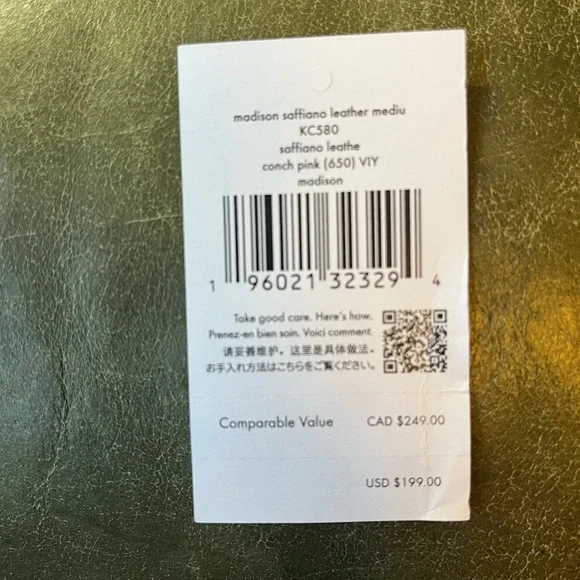 madison saffiano leather mediu
KC580
saffiano leathe
conch pink (650) VIY
madison
1 96021 32329 4
Take good care. Here's how.
Prenez-en bien soin. Voici comment.
请妥善维护。这里是具体做法。
お手入れ方法はこちらをご覧ください。
Comparable Value CAD $249.00
USD $199.00